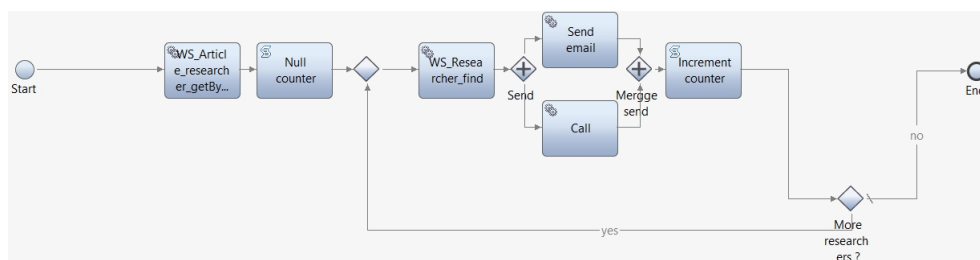 Start
WS_Articl
e_research
er_getBy...
Null
counter
WS_Resea
rcher_find
Send
Send
email
Call
Mergge
send
Increment
counter
More
research
ers ?
yes
no
End